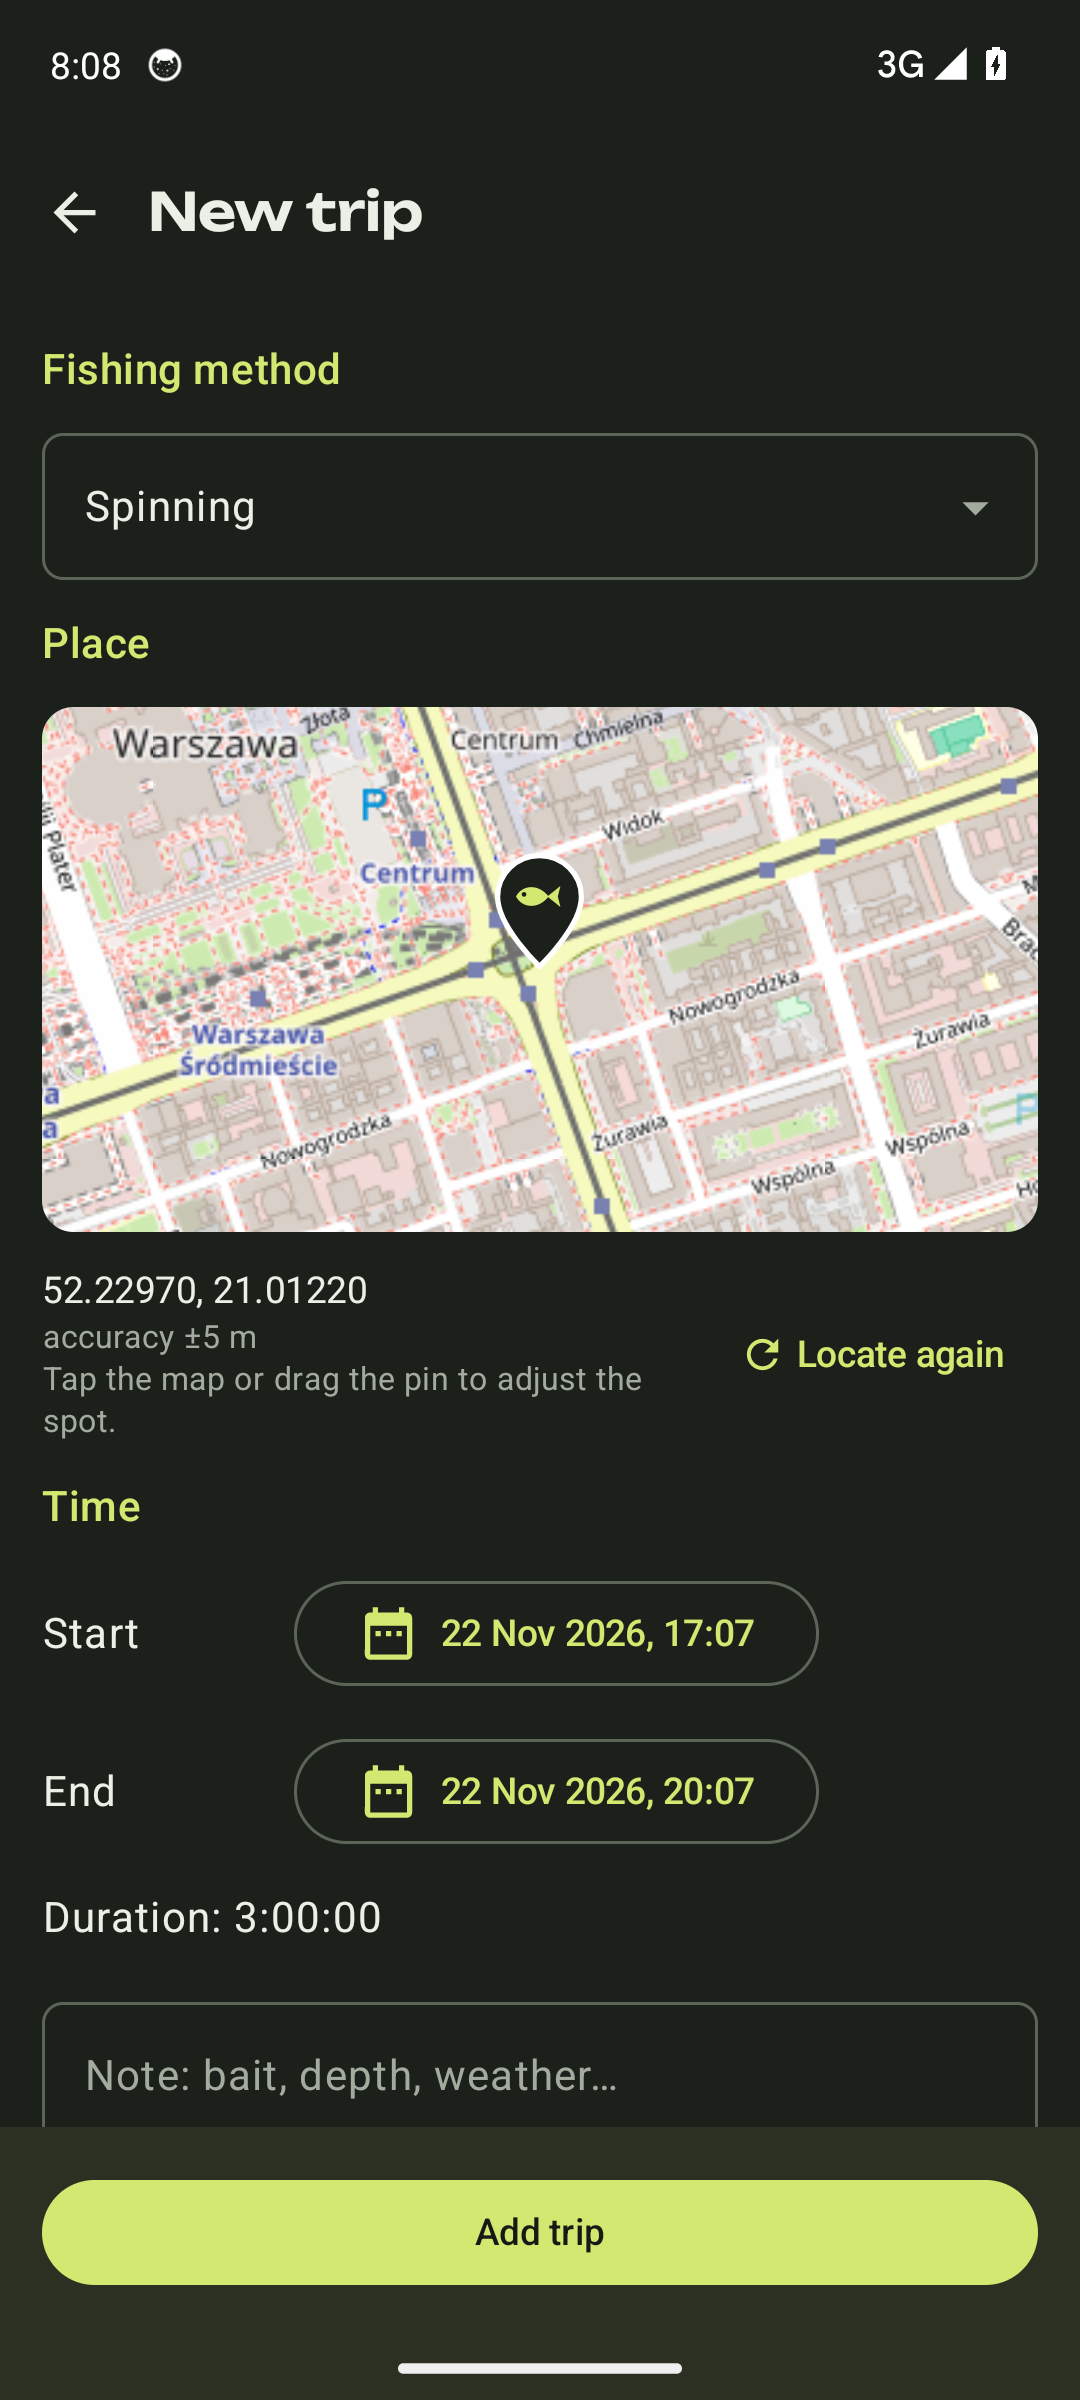 8:08
3G
New trip
Fishing method
Spinning
Place
Warszawa
Złota
Centrum
Chmielna
P
Widok
Plater
Centrum
Nowogrodzka
Żurawia
Warszawa
Śródmieście
a
a
Nowogrodzka
Żurawia
Wspólna
Wspólna
P
52.22970, 21.01220
accuracy ±5 m
Tap the map or drag the pin to adjust the
spot.
Locate again
Time
Start
22 Nov 2026, 17:07
End
22 Nov 2026, 20:07
Duration: 3:00:00
Note: bait, depth, weather…
Add trip